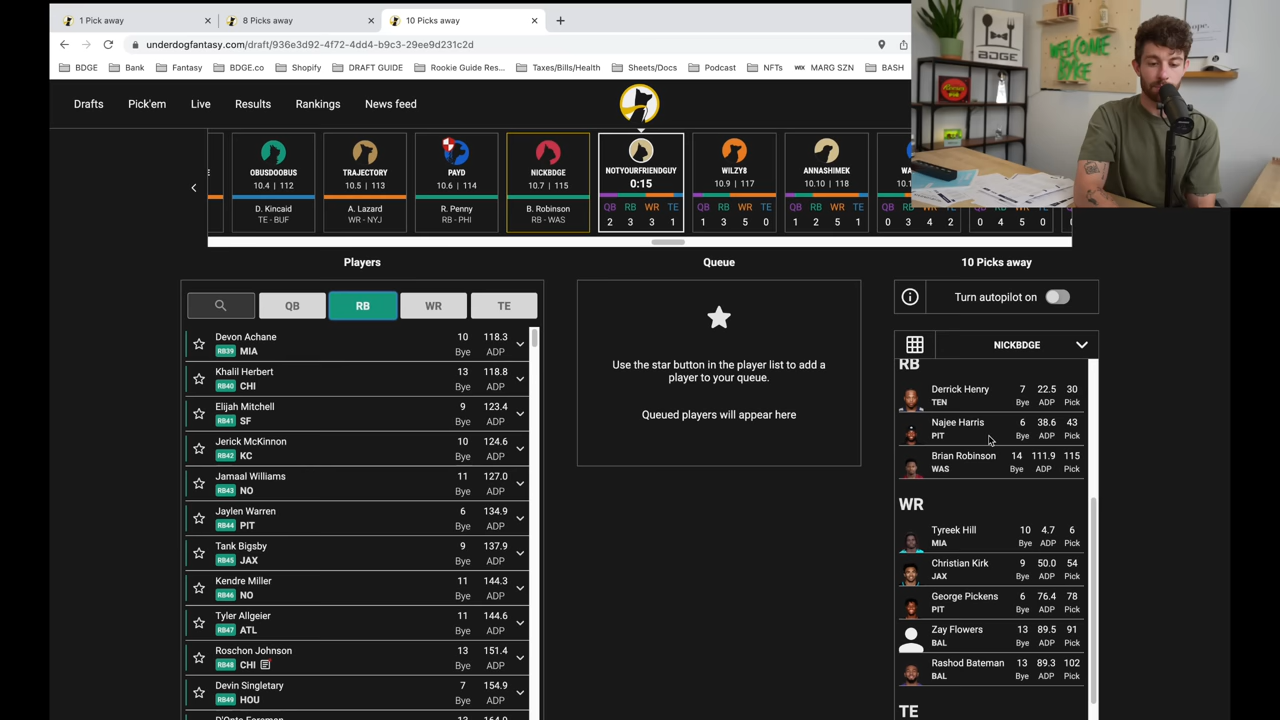 1 Pick away
8 Picks away
10 Picks away
underdogfantasy.com/draft/936e3d92-4f72-4dd4-b9c3-29ee9d231c2d
BDGE
Bank
Fantasy
BDGE.co
Shopify
DRAFT GUIDE
Rookie Guide Res...
Taxes/Bills/Health
Sheets/Docs
Podcast
NFTs
WIX MARG SZN
BASH
BDGE
WELCOME
BDGE
Drafts
Pick'em
Live
Results
Rankings
News feed
OBUSDOOBUS
10.4 | 112
D. Kincaid
TE - BUF
TRAJECTORY
10.5 | 113
A. Lazard
WR - NYJ
PAYD
10.6 | 114
R. Penny
RB - PHI
NICKBDGE
10.7 | 115
B. Robinson
RB - WAS
NOTYOURFRIENDGUY
0:15
QB RB WR TE
2 3 3 1
WILZY8
10.9 | 117
QB RB WR TE
1 3 5 0
ANNASHIMEK
10.10 | 118
QB RB WR TE
1 2 5 1
QB RB WR TE
0 3 4 2
QB RB WR TE
0 4 5 0
Players
Queue
10 Picks away
QB
RB
WR
TE
Devon Achane 10 118.3
RB39 MIA Bye ADP
Khalil Herbert 13 118.8
RB40 CHI Bye ADP
Elijah Mitchell 9 123.4
RB41 SF Bye ADP
Jerick McKinnon 10 124.6
RB42 KC Bye ADP
Jamaal Williams 11 127.0
RB43 NO Bye ADP
Jaylen Warren 6 134.9
RB44 PIT Bye ADP
Tank Bigsby 9 137.9
RB45 JAX Bye ADP
Kendre Miller 11 144.3
RB46 NO Bye ADP
Tyler Allgeier 11 144.6
RB47 ATL Bye ADP
Roschon Johnson 13 151.4
RB48 CHI Bye ADP
Devin Singletary 7 154.9
RB49 HOU Bye ADP
Use the star button in the player list to add a
player to your queue.
Queued players will appear here
Turn autopilot on
NICKBDGE
RB
Derrick Henry 7 22.5 30
TEN Bye ADP Pick
Najee Harris 6 38.6 43
PIT Bye ADP Pick
Brian Robinson 14 111.9 115
WAS Bye ADP Pick
WR
Tyreek Hill 10 4.7 6
MIA Bye ADP Pick
Christian Kirk 9 50.0 54
JAX Bye ADP Pick
George Pickens 6 76.4 78
PIT Bye ADP Pick
Zay Flowers 13 89.5 91
BAL Bye ADP Pick
Rashod Bateman 13 89.3 102
BAL Bye ADP Pick
TE